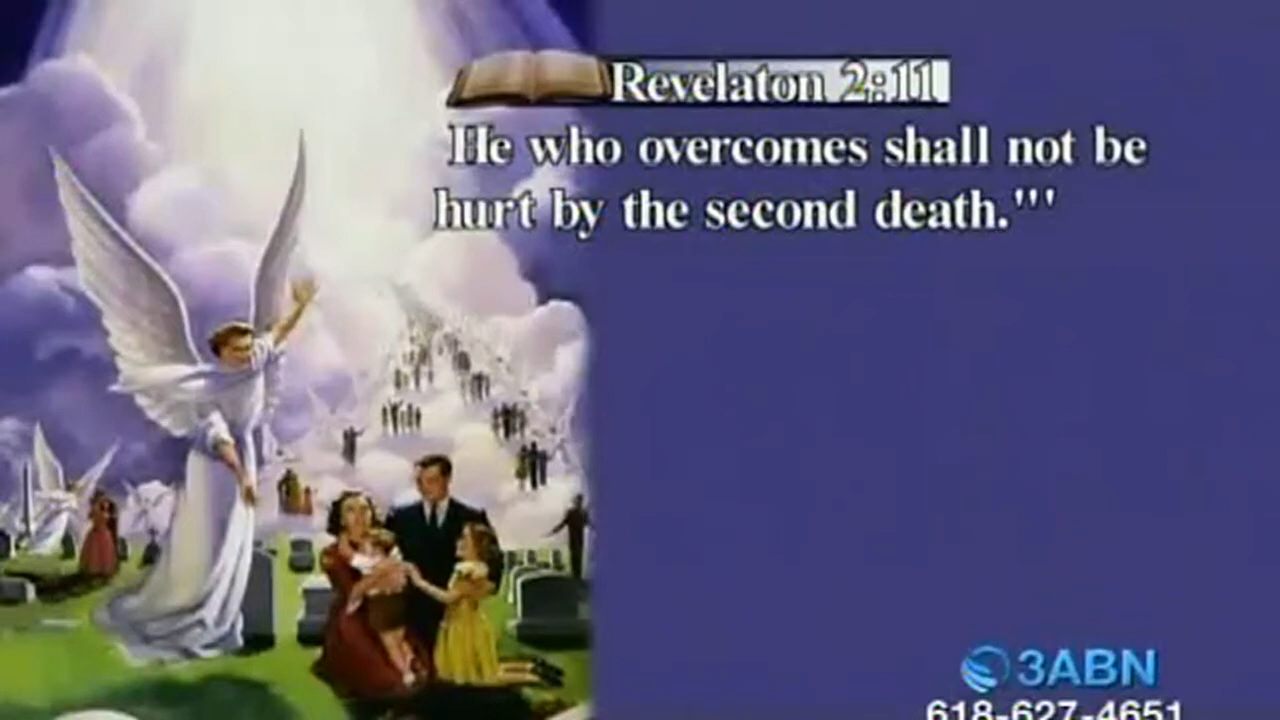 Revelaton 2:11
He who overcomes shall not be
hurt by the second death."'
3ABN
618-627-4651